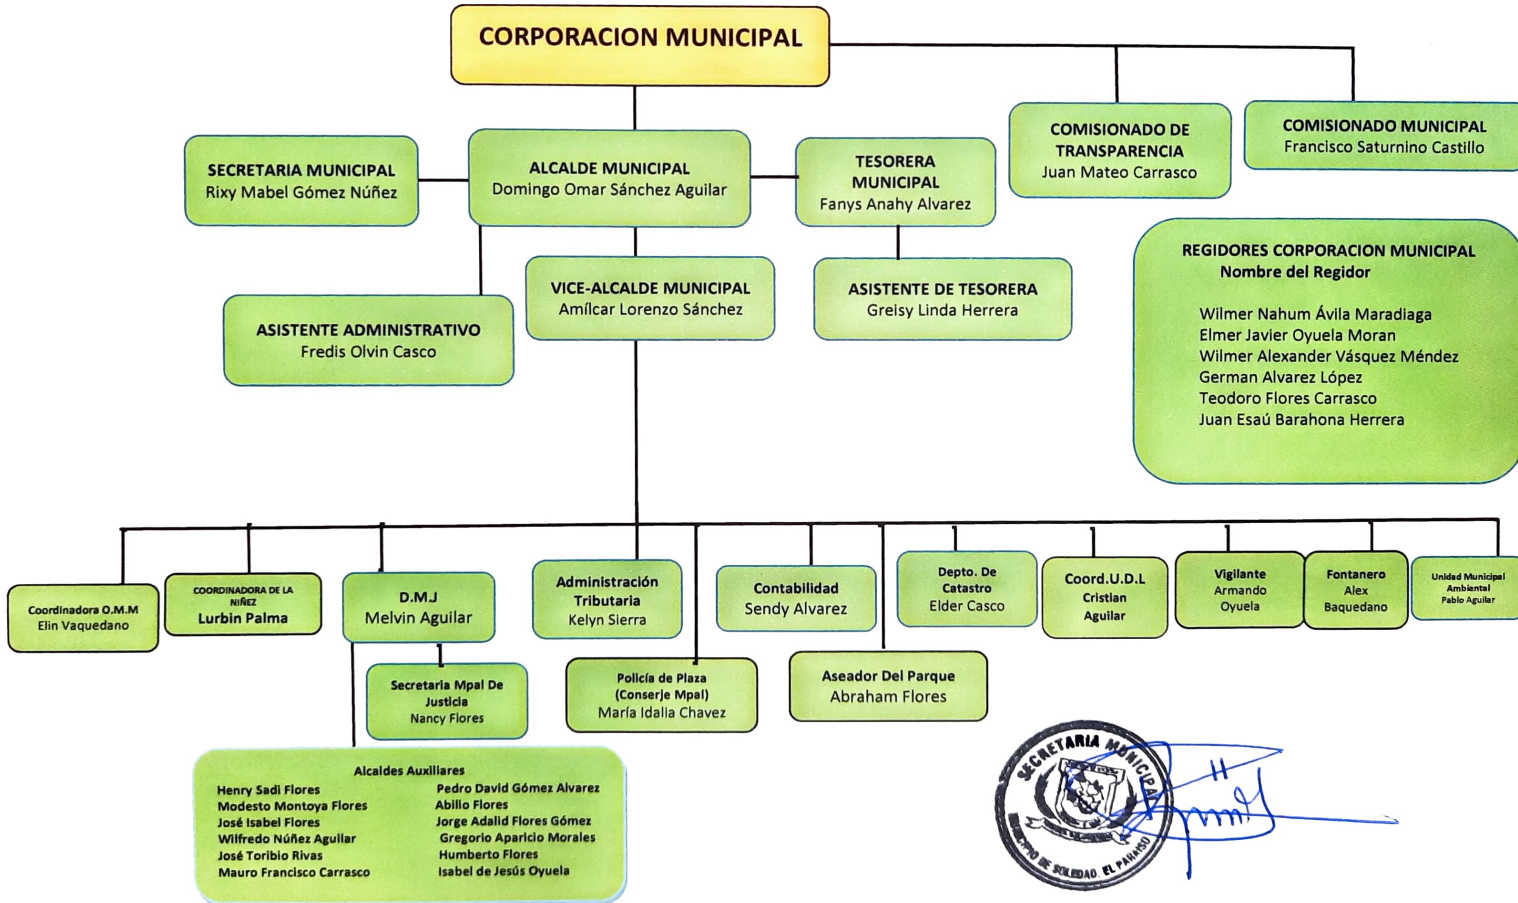 CORPORACION MUNICIPAL
COMISIONADO DE
TRANSPARENCIA
Juan Mateo Carrasco
COMISIONADO MUNICIPAL
Francisco Saturnino Castillo
SECRETARIA MUNICIPAL
Rixy Mabel Gómez Núñez
ALCALDE MUNICIPAL
Domingo Omar Sánchez Aguilar
TESORERA
MUNICIPAL
Fanys Anahy Alvarez
REGIDORES CORPORACION MUNICIPAL
Nombre del Regidor
Wilmer Nahum Ávila Maradiaga
Elmer Javier Oyuela Moran
Wilmer Alexander Vásquez Méndez
German Alvarez López
Teodoro Flores Carrasco
Juan Esaú Barahona Herrera
ASISTENTE ADMINISTRATIVO
Fredis Olvin Casco
VICE-ALCALDE MUNICIPAL
Amílcar Lorenzo Sánchez
ASISTENTE DE TESORERA
Greisy Linda Herrera
Coordinadora O.M.M
Elin Vaquedano
COORDINADORA DE LA
NIÑEZ
Lurbin Palma
D.M.J
Melvin Aguilar
Administración
Tributaria
Kelyn Sierra
Contabilidad
Sendy Alvarez
Depto. De
Catastro
Elder Casco
Coord.U.D.L
Cristian
Aguilar
Vigilante
Armando
Oyuela
Fontanero
Alex
Baquedano
Unidad Municipal
Ambiental
Pablo Aguilar
Secretaria Mpal De
Justicia
Nancy Flores
Policía de Plaza
(Conserje Mpal)
María Idalia Chavez
Aseador Del Parque
Abraham Flores
Alcaldes Auxiliares
Henry Sadi Flores
Modesto Montoya Flores
José Isabel Flores
Wilfredo Núñez Aguilar
José Toribio Rivas
Mauro Francisco Carrasco
Pedro David Gómez Alvarez
Abilio Flores
Jorge Adalid Flores Gómez
Gregorio Aparicio Morales
Humberto Flores
Isabel de Jesús Oyuela
SECRETARIA MUNICIPAL
MUNICIPIO DE SOLEDAD, EL PARAISO